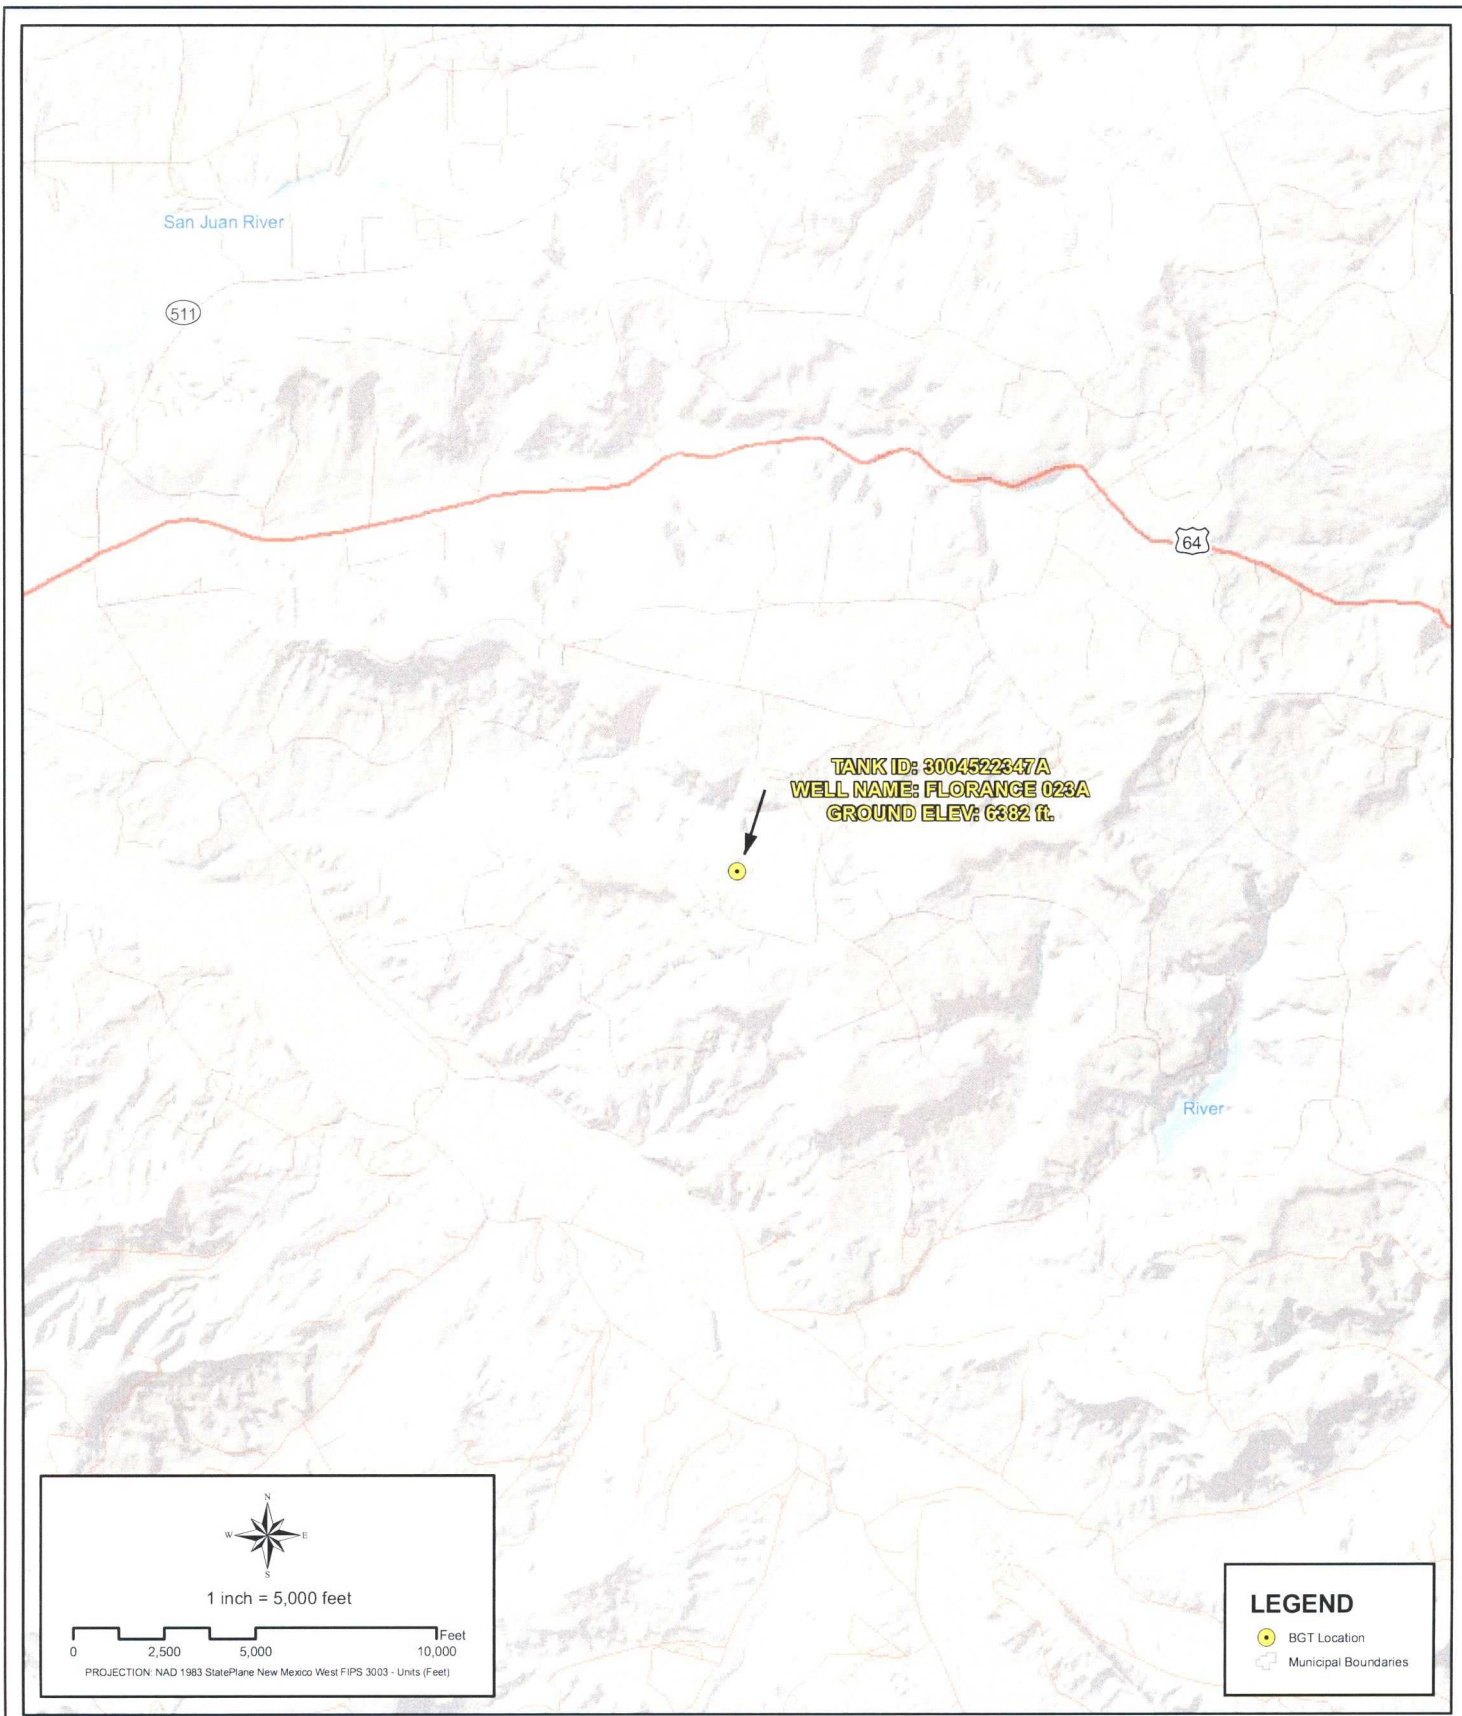 San Juan River
511
64
TANK ID: 3004522347A
WELL NAME: FLORANCE 023A
GROUND ELEV: 6382 ft.
River
N
W E
S
1 inch = 5,000 feet
Feet
0 2,500 5,000 10,000
PROJECTION: NAD 1983 StatePlane New Mexico West FIPS 3003 - Units (Feet)
LEGEND
BGT Location
Municipal Boundaries